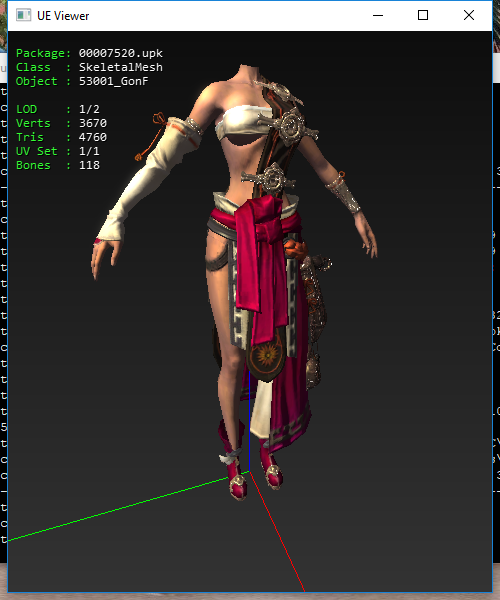 UE Viewer
Package: 00007520.upk
Class : SkeletalMesh
Object : 53001_GonF
LOD : 1/2
Verts : 3670
Tris : 4760
UV Set : 1/1
Bones : 118